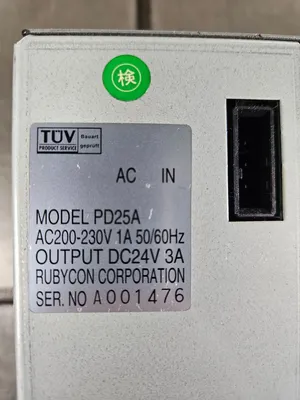 検
TÜV
PRODUCT SERVICE
Bauart
geprüft
AC IN
MODEL PD25A
AC200-230V 1A 50/60Hz
OUTPUT DC24V 3A
RUBYCON CORPORATION
SER. NO A001476